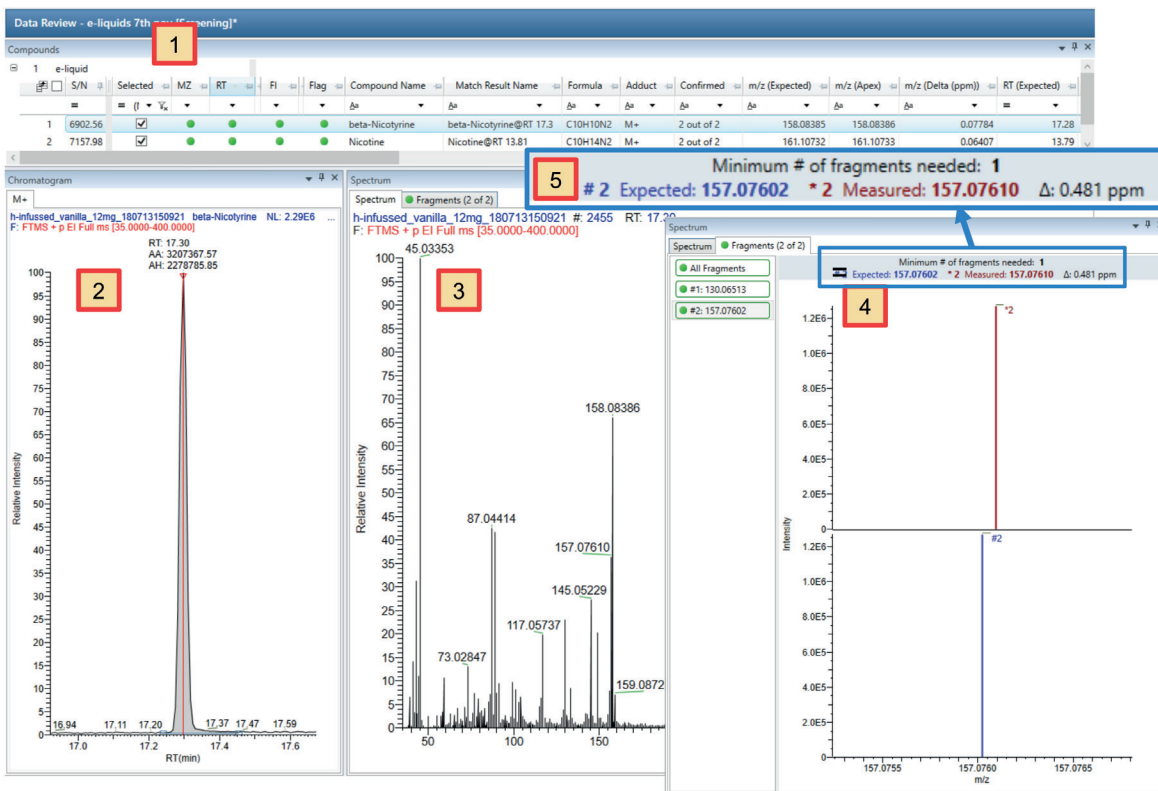 Data Review - e-liquids 7th nov [Screening]*
1
Compounds
1 e-liquid
S/N Selected MZ RT FI Flag Compound Name Match Result Name Formula Adduct Confirmed m/z (Expected) m/z (Apex) m/z (Delta (ppm)) RT (Expected)
= = (t Aa Aa Aa Aa Aa Aa Aa Aa =
1 6902.56 beta-Nicotyrine beta-Nicotyrine@RT 17.3 C10H10N2 M+ 2 out of 2 158.08385 158.08386 0.07784 17.28
2 7157.98 Nicotine Nicotine@RT 13.81 C10H14N2 M+ 2 out of 2 161.10732 161.10733 0.06407 13.79
5
Minimum # of fragments needed: 1
# 2 Expected: 157.07602 * 2 Measured: 157.07610 Δ: 0.481 ppm
Chromatogram
M+
h-infussed_vanilla_12mg_180713150921 beta-Nicotyrine NL: 2.29E6 ...
F: FTMS + p EI Full ms [35.0000-400.0000]
RT: 17.30
AA: 3207367.57
AH: 2278785.85
2
Relative Intensity
100
95
90
85
80
75
70
65
60
55
50
45
40
35
30
25
20
15
10
5
0
16.94 17.11 17.20 17.37 17.47 17.59
17.0 17.2 17.4 17.6
RT(min)
Spectrum
Spectrum Fragments (2 of 2)
h-infussed_vanilla_12mg_180713150921 #: 2455 RT: 17.30
F: FTMS + p EI Full ms [35.0000-400.0000]
45.03353
3
Relative Intensity
100
95
90
85
80
75
70
65
60
55
50
45
40
35
30
25
20
15
10
5
0
158.08386
87.04414
157.07610
145.05229
117.05737
73.02847
159.0872
50 100 150
Spectrum
Spectrum Fragments (2 of 2)
All Fragments
#1: 130.06513
#2: 157.07602
Minimum # of fragments needed: 1
Expected: 157.07602 * 2 Measured: 157.07610 Δ: 0.481 ppm
4
Intensity
1.2E6
*2
1.0E6
8.0E5
6.0E5
4.0E5
2.0E5
0
1.2E6
#2
1.0E6
8.0E5
6.0E5
4.0E5
2.0E5
0
157.0755 157.0760 157.0765
m/z